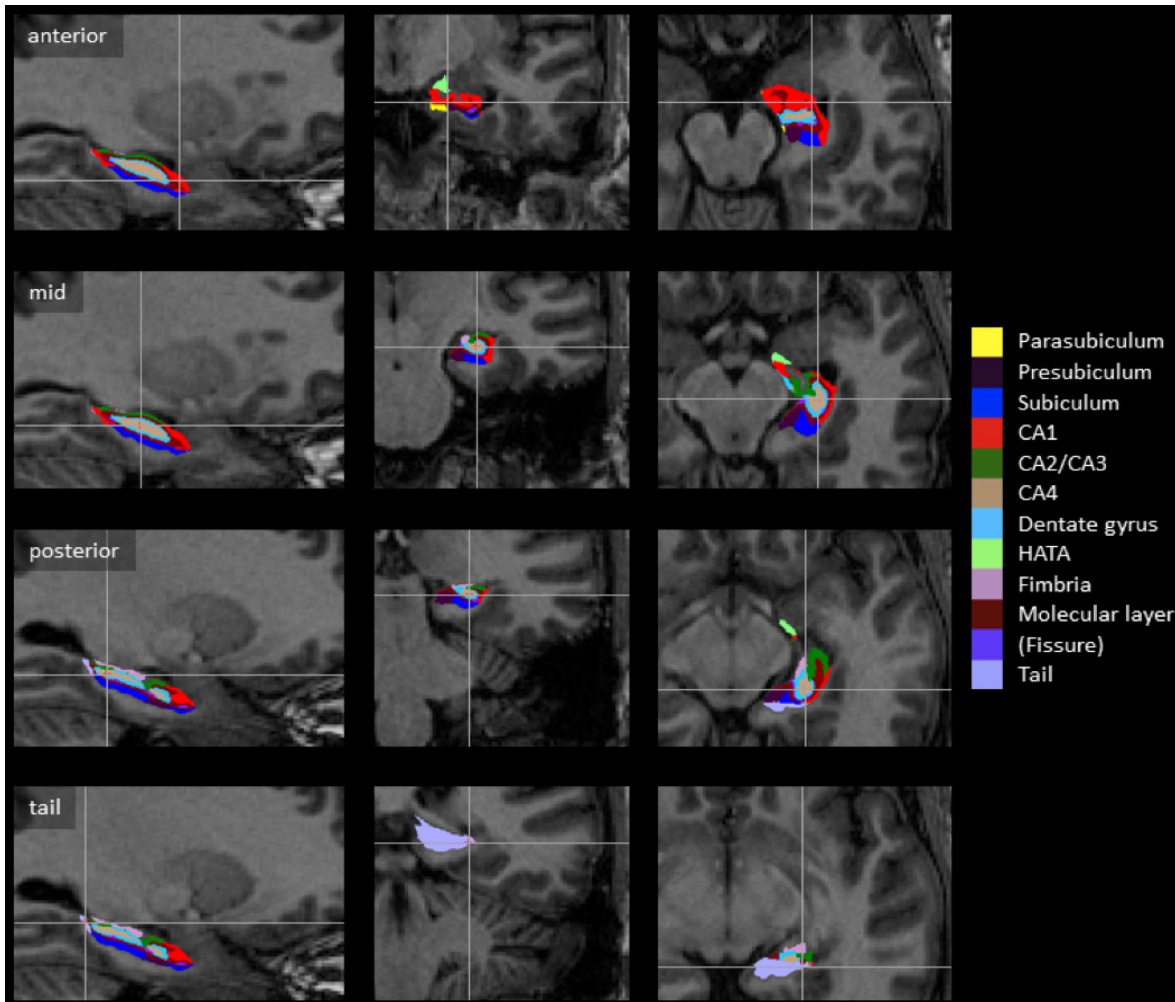 anterior
mid
posterior
tail
Parasubiculum
Presubiculum
Subiculum
CA1
CA2/CA3
CA4
Dentate gyrus
HATA
Fimbria
Molecular layer
(Fissure)
Tail